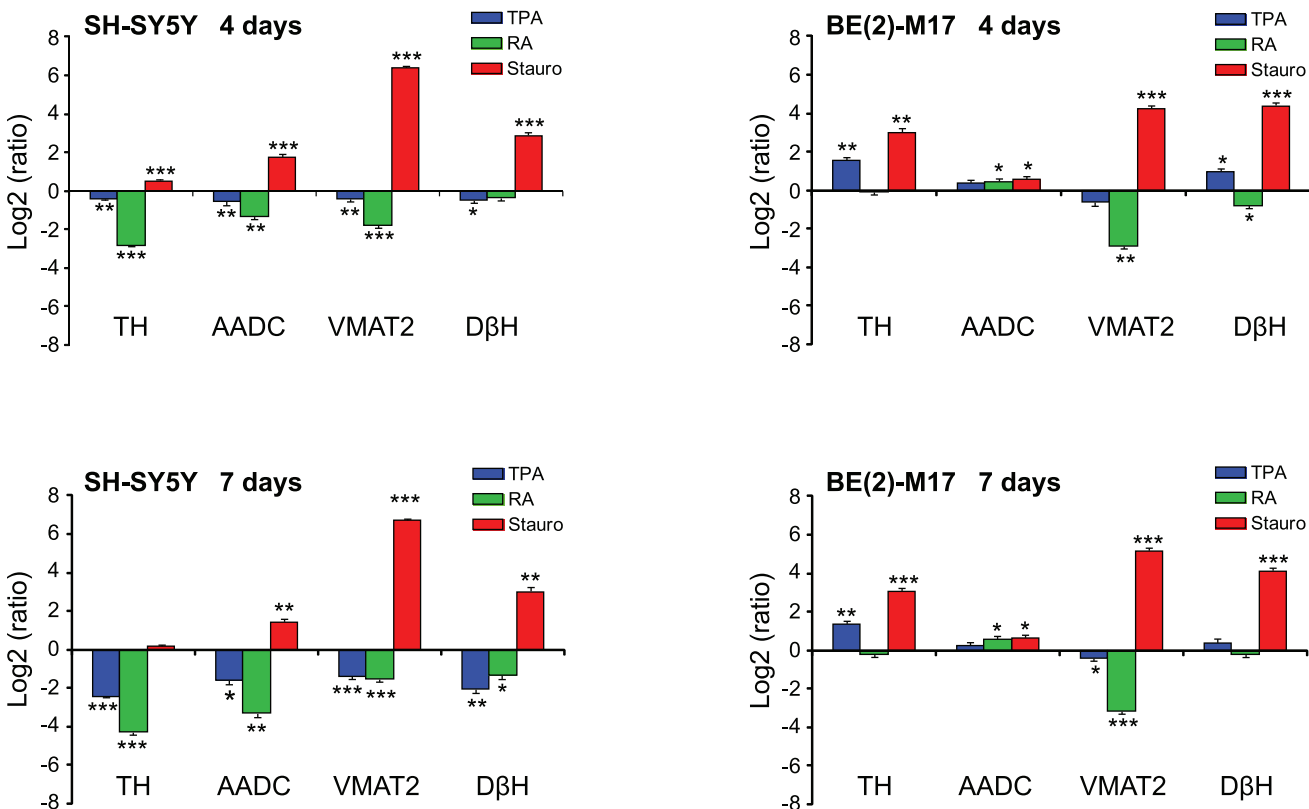 SH-SY5Y 4 days
TPA
RA
Stauro
Log2 (ratio)
8
6
4
2
0
-2
-4
-6
-8
** *** ***
** ** ***
** *** ***
* ***
TH AADC VMAT2 DβH
BE(2)-M17 4 days
TPA
RA
Stauro
Log2 (ratio)
8
6
4
2
0
-2
-4
-6
-8
** **
* *
** ***
* * ***
TH AADC VMAT2 DβH
SH-SY5Y 7 days
TPA
RA
Stauro
Log2 (ratio)
8
6
4
2
0
-2
-4
-6
-8
*** ***
* ** **
*** *** ***
** * **
TH AADC VMAT2 DβH
BE(2)-M17 7 days
TPA
RA
Stauro
Log2 (ratio)
8
6
4
2
0
-2
-4
-6
-8
** ***
* *
* *** ***
***
TH AADC VMAT2 DβH